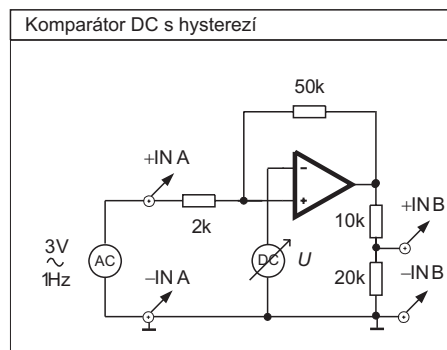 Komparátor DC s hysterezí
50k
+IN A
2k
10k
+IN B
3V
~
1Hz
AC
DC
U
20k
–IN A
–IN B